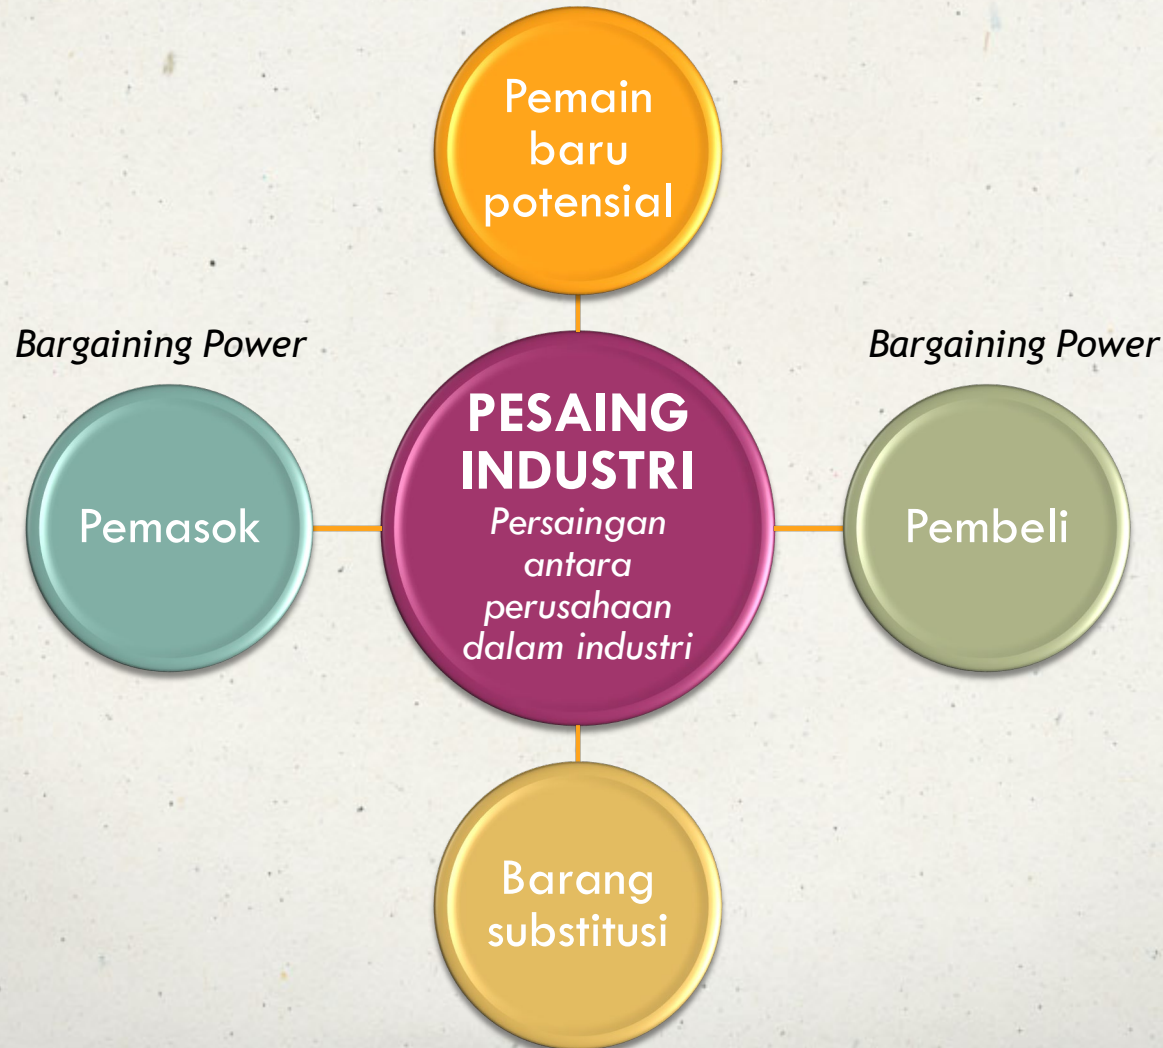 Pemain
baru
potensial
Bargaining Power
Bargaining Power
Pemasok
PESAING
INDUSTRI
Persaingan
antara
perusahaan
dalam industri
Pembeli
Barang
substitusi